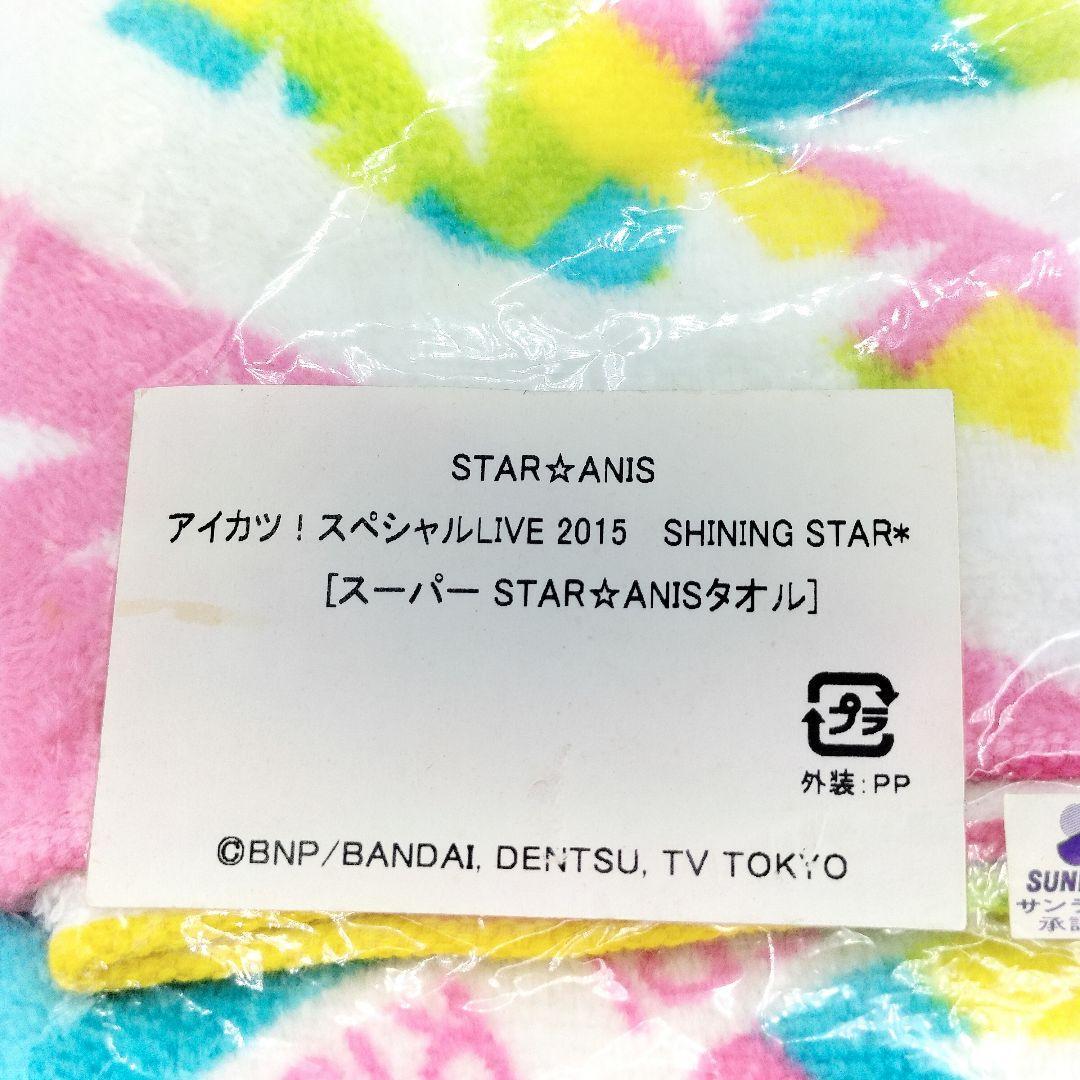 STAR☆ANIS
アイカツ！スペシャルLIVE 2015　SHINING STAR*
[スーパー STAR☆ANISタオル]
プラ
外装:PP
©BNP/BANDAI, DENTSU, TV TOKYO